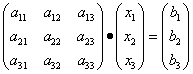 ( a₁₁ a₁₂ a₁₃ ) ( x₁ ) ( b₁ )
( a₂₁ a₂₂ a₂₃ ) • ( x₂ ) = ( b₂ )
( a₃₁ a₃₂ a₃₃ ) ( x₃ ) ( b₃ )